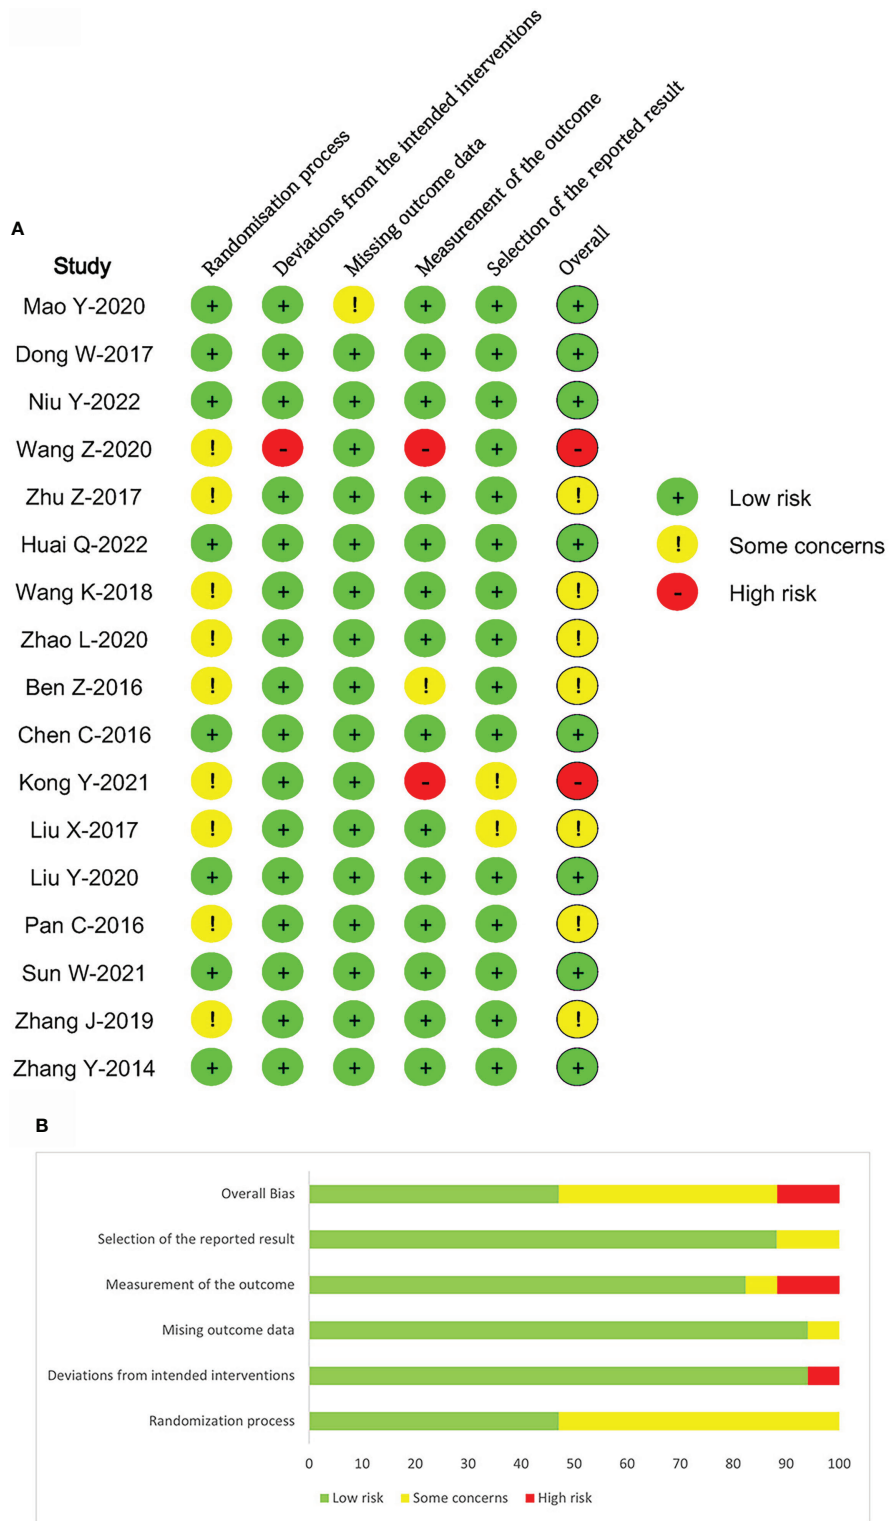 A
Study
Randomisation process
Deviations from the intended interventions
Missing outcome data
Measurement of the outcome
Selection of the reported result
Overall
Mao Y-2020 + + ! + + +
Dong W-2017 + + + + + +
Niu Y-2022 + + + + + +
Wang Z-2020 ! - + - + -
Zhu Z-2017 ! + + + + !
Huai Q-2022 + + + + + +
Wang K-2018 ! + + + + !
Zhao L-2020 ! + + + + !
Ben Z-2016 ! + + ! + !
Chen C-2016 + + + + + +
Kong Y-2021 ! + + - ! -
Liu X-2017 ! + + + ! !
Liu Y-2020 + + + + + +
Pan C-2016 ! + + + + !
Sun W-2021 + + + + + +
Zhang J-2019 ! + + + + !
Zhang Y-2014 + + + + + +
+ Low risk
! Some concerns
- High risk
B
Overall Bias
Selection of the reported result
Measurement of the outcome
Mising outcome data
Deviations from intended interventions
Randomization process
0 10 20 30 40 50 60 70 80 90 100
Low risk Some concerns High risk